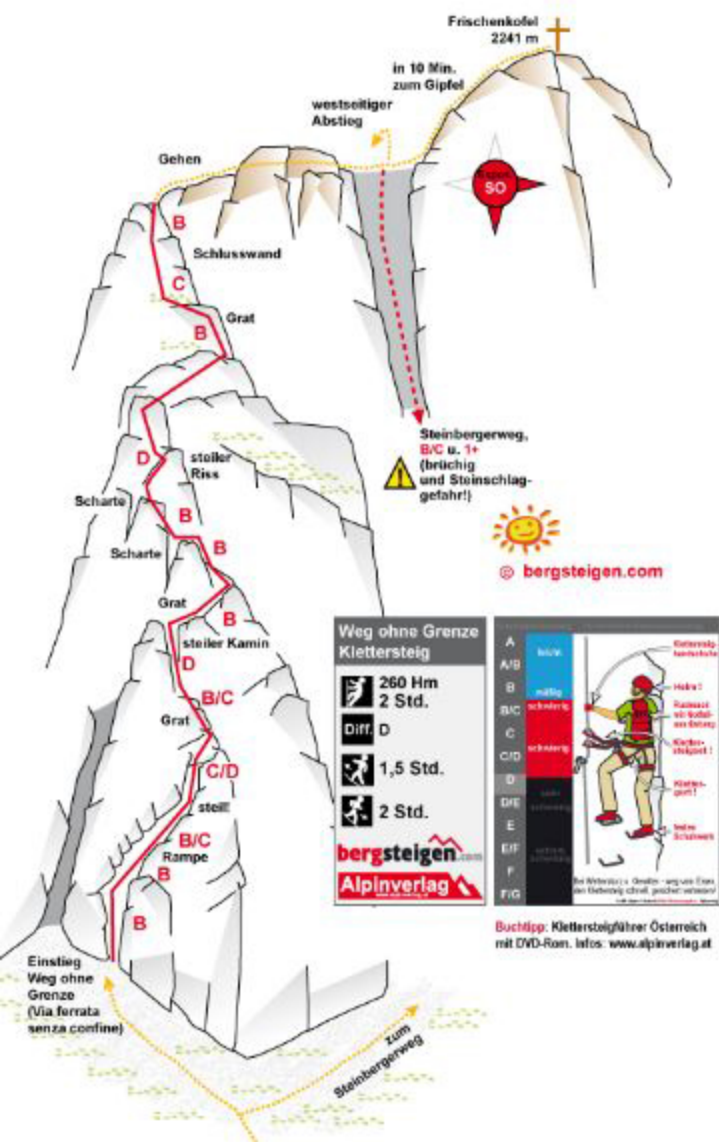 Frischenkofel
2241 m
in 10 Min.
zum Gipfel
westseitiger
Abstieg
Gehen
SO
B
Schlusswand
C
Grat
B
Steinbergerweg,
B/C u. 1+
(brüchig
und Steinschlag-
gefahr!)
D
steiler
Riss
Scharte
B
Scharte
B
© bergsteigen.com
Grat
B
steiler Kamin
D
B/C
Grat
C/D
steil!
B/C
Rampe
B
B
Weg ohne Grenze
Klettersteig
260 Hm
2 Std.
Diff. D
1,5 Std.
2 Std.
bergsteigen.com
Alpinverlag
A
A/B
B
B/C
C
C/D
D
D/E
E
E/F
F
F/G
leicht
mäßig
schwierig
schwierig
Helm !
Buchtipp: Klettersteigführer Österreich
mit DVD-Rom. Infos: www.alpinverlag.at
Einstieg
Weg ohne
Grenze
(Via ferrata
senza confine)
zum
Steinbergerweg